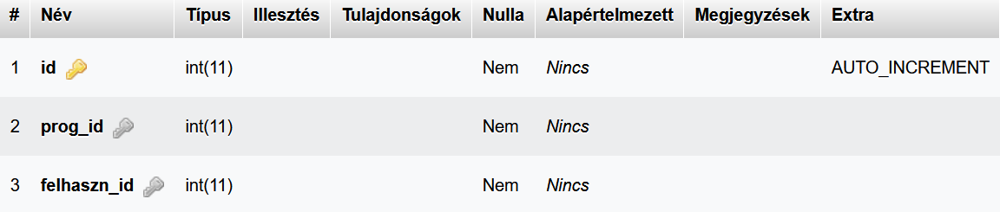 # Név Típus Illesztés Tulajdonságok Nulla Alapértelmezett Megjegyzések Extra
1 id int(11) Nem Nincs AUTO_INCREMENT
2 prog_id int(11) Nem Nincs
3 felhaszn_id int(11) Nem Nincs